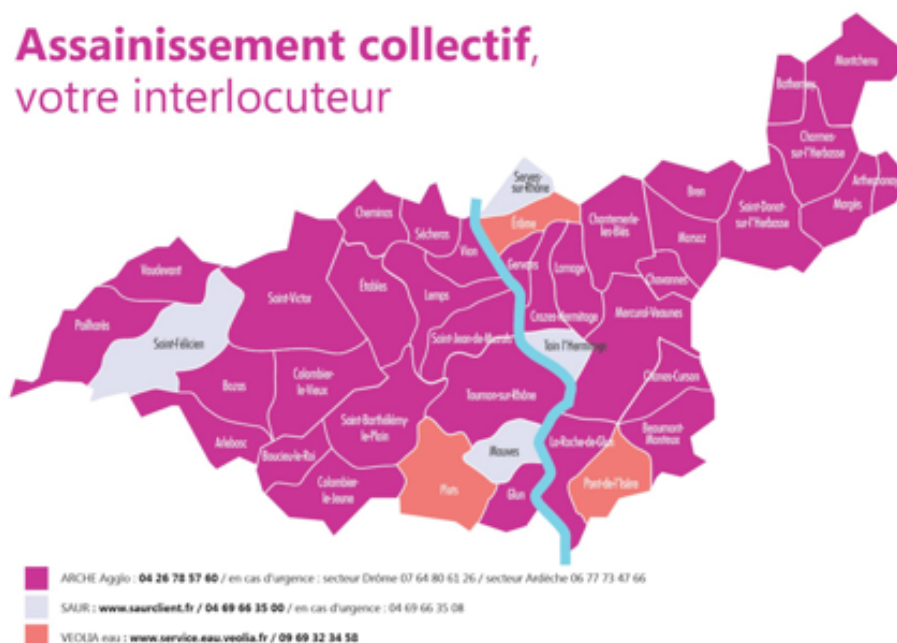 Assainissement collectif,
votre interlocuteur
Montchenu
Bathernay
Charmes-
sur-l'Herbasse
Arthemonay
Margès
Serves-
sur-Rhône
Bren
Saint-Donat-
sur-l'Herbasse
Cheminas
Érôme
Chantemerle-
les-Blés
Marsaz
Sécheras
Vion
Gervans
Larnage
Chavannes
Vaudevant
Saint-Victor
Étables
Lemps
Crozes-Hermitage
Mercurol-Veaunes
Pailharès
Saint-Félicien
Saint-Jean-de-Muzols
Tain l'Hermitage
Bozas
Colombier-
le-Vieux
Tournon-sur-Rhône
Chanos-Curson
Saint-Barthélémy-
le-Plain
Beaumont-
Monteux
Arlebosc
Boucieu-le-Roi
Mauves
La-Roche-de-Glun
Colombier-
le-Jeune
Plats
Glun
Pont-de-l'Isère
ARCHE Agglo : 04 26 78 57 60 / en cas d'urgence : secteur Drôme 07 64 80 61 26 / secteur Ardèche 06 77 73 47 66
SAUR : www.saurclient.fr / 04 69 66 35 00 / en cas d'urgence : 04 69 66 35 08
VEOLIA eau : www.service.eau.veolia.fr / 09 69 32 34 58